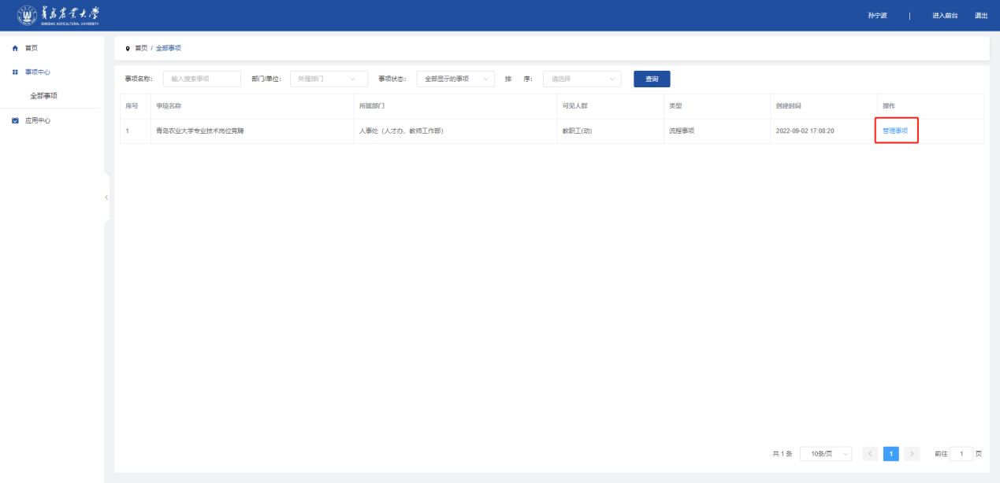 青岛农业大学
QINGDAO AGRICULTURAL UNIVERSITY
孙宁波 | 进入前台 退出
首页
事项中心
全部事项
应用中心
首页 / 全部事项
事项名称: 输入搜索事项 部门/单位: 所属部门 事项状态: 全部显示的事项 排 序: 请选择 查询
序号 事项名称 所属部门 可见人群 类型 创建时间 操作
1 青岛农业大学专业技术岗位竞聘 人事处（人才办、教师工作部） 教职工(动) 流程事项 2022-09-02 17:08:20 管理事项
共 1 条 10条/页 < 1 > 前往 1 页